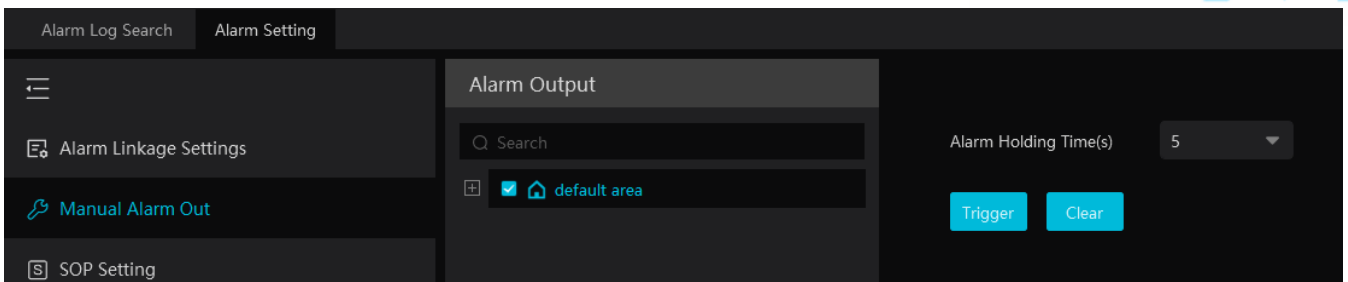 Alarm Log Search
Alarm Setting
Alarm Linkage Settings
Manual Alarm Out
S SOP Setting
Alarm Output
Search
default area
Alarm Holding Time(s) 5
Trigger Clear